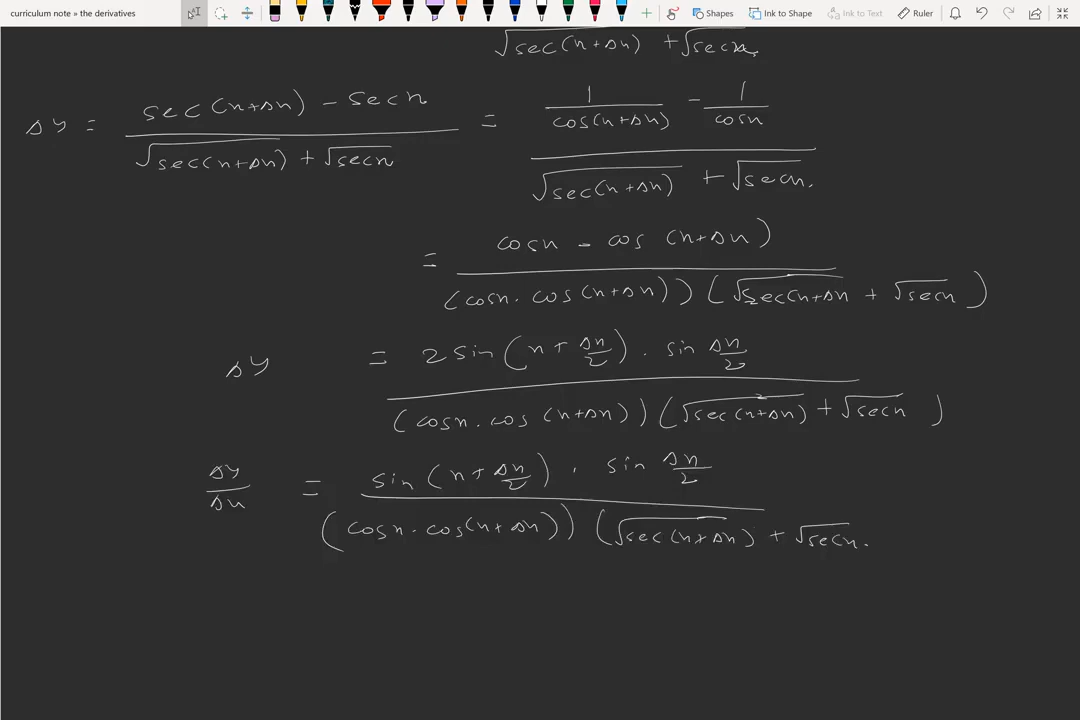 curriculum note » the derivatives
Shapes Ink to Shape Ink to Text Ruler
√sec(x+Δx) + √secx.
Δy = (sec(x+Δx) - secx) / (√sec(x+Δx) + √secx) = (1/cos(x+Δx) - 1/cosx) / (√sec(x+Δx) + √secx.)
= (cosx - cos(x+Δx)) / ((cosx. cos(x+Δx)) (√sec(x+Δx + √secx))
Δy = 2 sin(x + Δx/2) . sin Δx/2 / ((cosx. cos(x+Δx)) (√sec(x+Δx) + √secx))
Δy/Δx = sin(x + Δx/2) . sin Δx/2 / ((cosx. cos(x+Δx)) (√sec(x+Δx) + √secx.